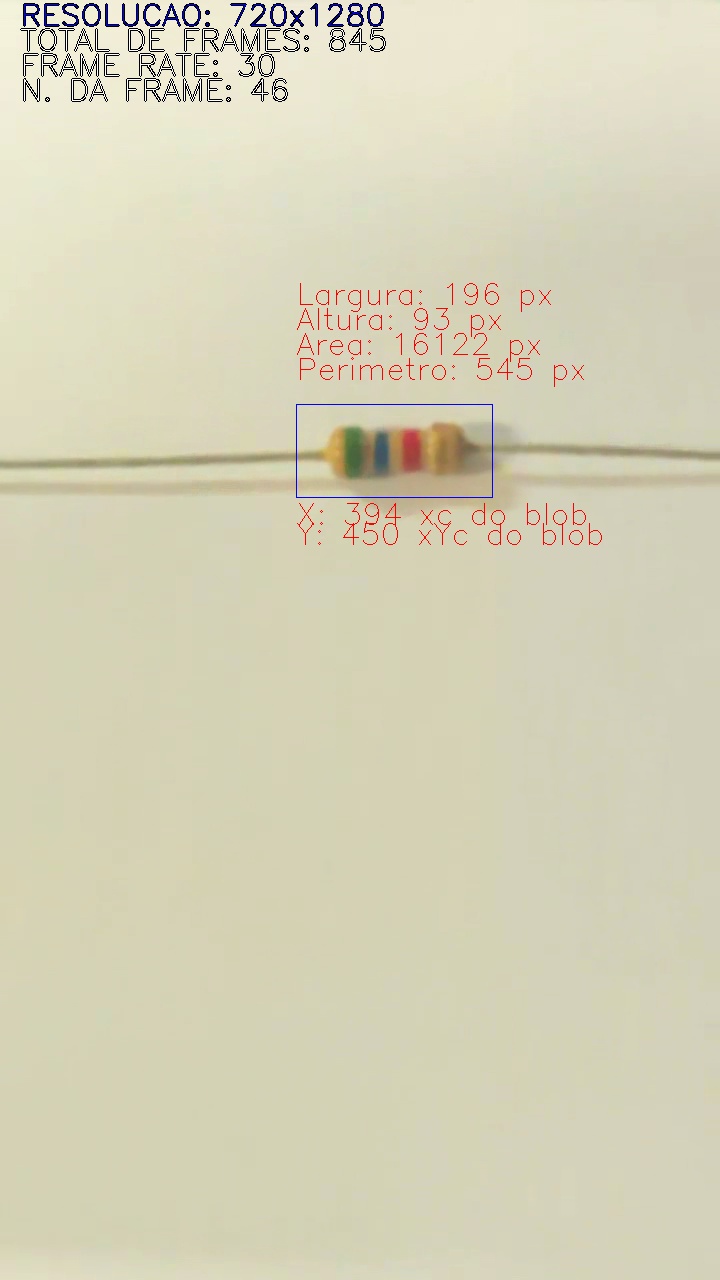 RESOLUCAO: 720x1280
TOTAL DE FRAMES: 845
FRAME RATE: 30
N. DA FRAME: 46
Largura: 196 px
Altura: 93 px
Area: 16122 px
Perimetro: 545 px
X: 394 xc do blob
Y: 450 xYc do blob